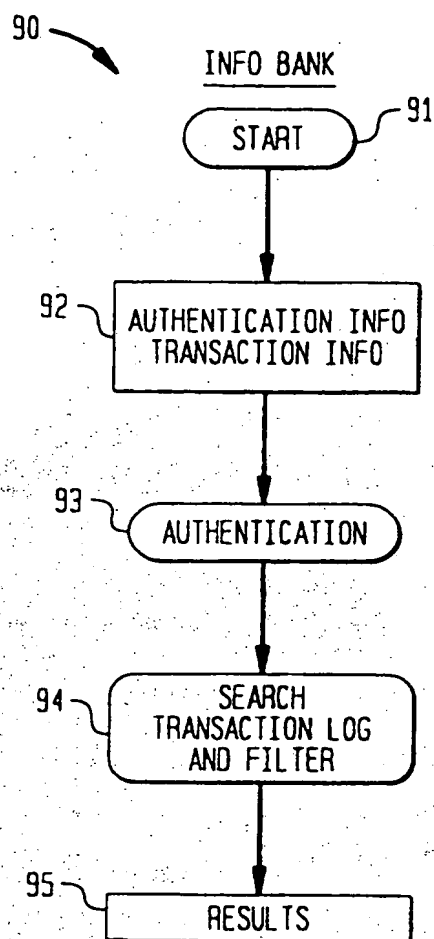 90
INFO BANK
START
91
92
AUTHENTICATION INFO
TRANSACTION INFO
93
AUTHENTICATION
94
SEARCH
TRANSACTION LOG
AND FILTER
95
RESULTS